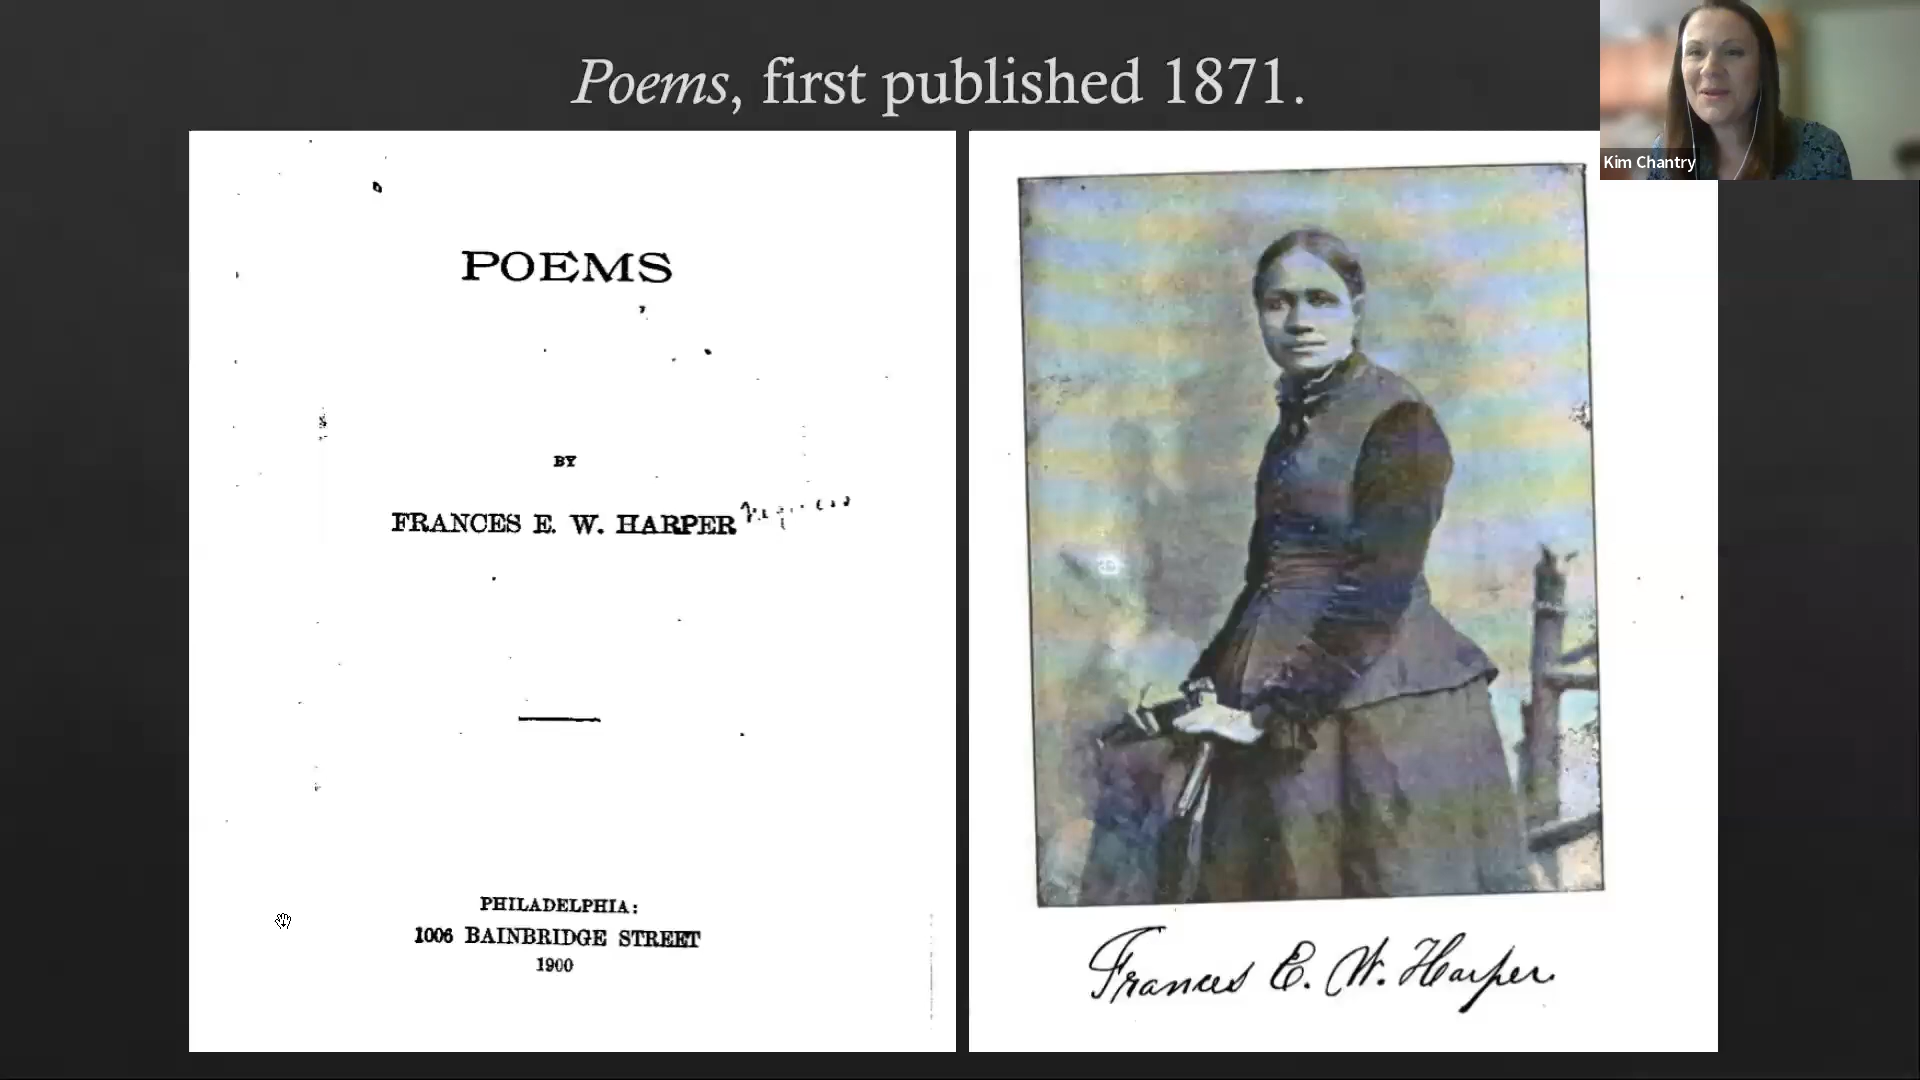 Poems, first published 1871.
Kim Chantry
POEMS
BY
FRANCES E. W. HARPER
PHILADELPHIA:
1006 BAINBRIDGE STREET
1900
Frances E. W. Harper.